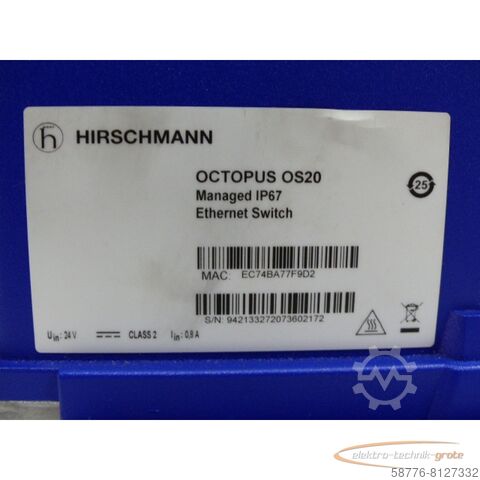 h HIRSCHMANN
OCTOPUS OS20
Managed IP67
Ethernet Switch
25
MAC: EC74BA77F9D2
S/N: 942133272073602172
Uin: 24 V CLASS 2 Iin: 0,8 A
elektro-technik-grote
58776-8127332